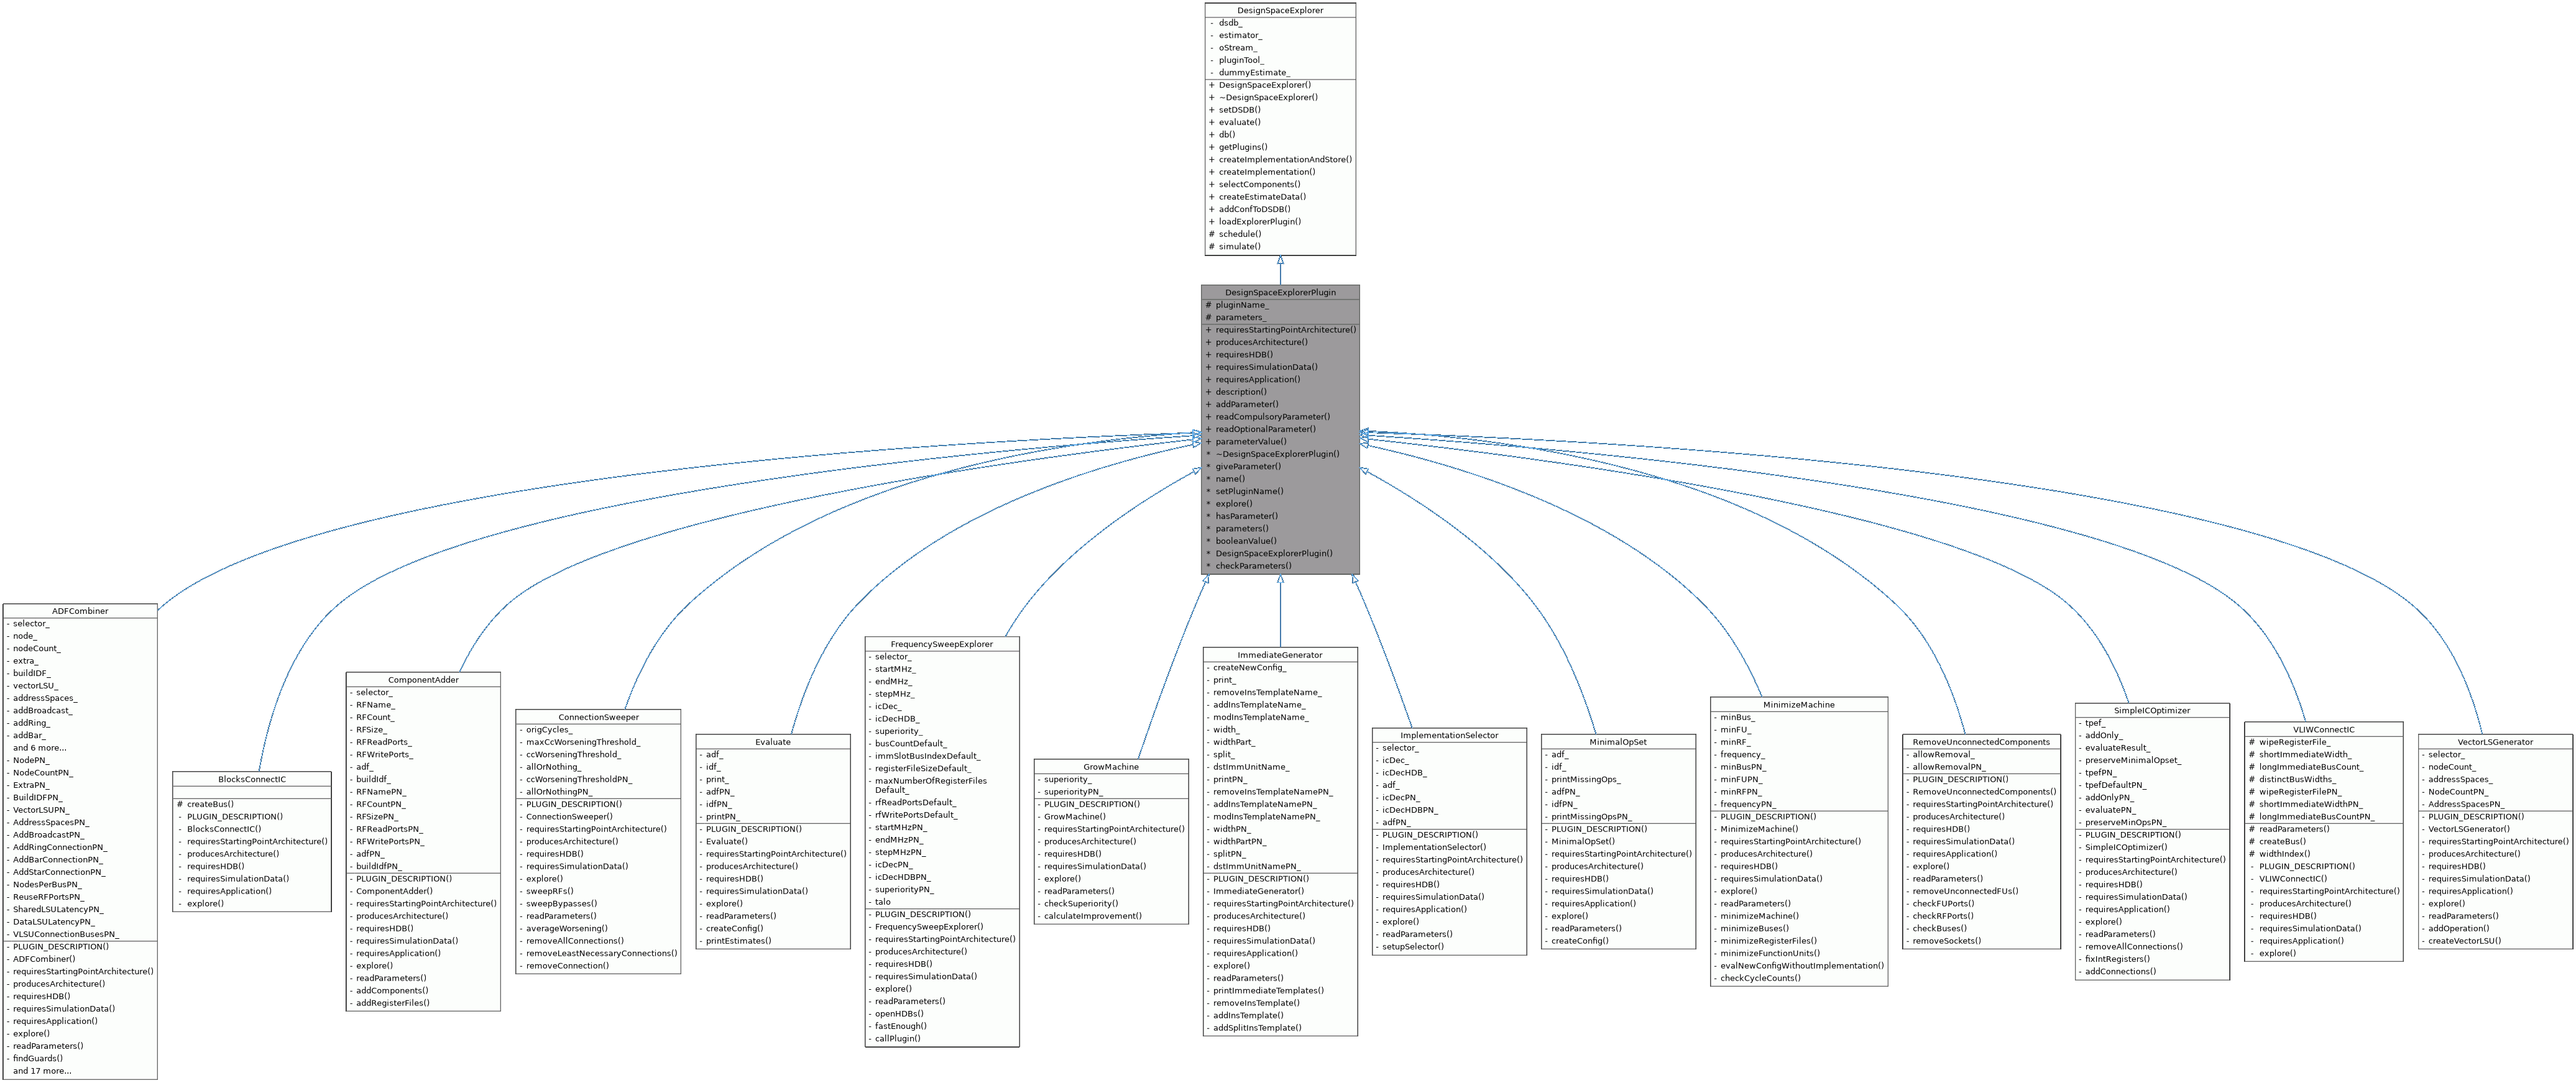 DesignSpaceExplorer
- dsdb_
- estimator_
- oStream_
- pluginTool_
- dummyEstimate_
+ DesignSpaceExplorer()
+ ~DesignSpaceExplorer()
+ setDSDB()
+ evaluate()
+ db()
+ getPlugins()
+ createImplementationAndStore()
+ createImplementation()
+ selectComponents()
+ createEstimateData()
+ addConfToDSDB()
+ loadExplorerPlugin()
# schedule()
# simulate()
DesignSpaceExplorerPlugin
# pluginName_
# parameters_
+ requiresStartingPointArchitecture()
+ producesArchitecture()
+ requiresHDB()
+ requiresSimulationData()
+ requiresApplication()
+ description()
+ addParameter()
+ readCompulsoryParameter()
+ readOptionalParameter()
+ parameterValue()
* ~DesignSpaceExplorerPlugin()
* giveParameter()
* name()
* setPluginName()
* explore()
* hasParameter()
* parameters()
* booleanValue()
* DesignSpaceExplorerPlugin()
* checkParameters()
ADFCombiner
- selector_
- node_
- nodeCount_
- extra_
- buildIDF_
- vectorLSU_
- addressSpaces_
- addBroadcast_
- addRing_
- addBar_
and 6 more...
- NodePN_
- NodeCountPN_
- ExtraPN_
- BuildIDFPN_
- VectorLSUPN_
- AddressSpacesPN_
- AddBroadcastPN_
- AddRingConnectionPN_
- AddBarConnectionPN_
- AddStarConnectionPN_
- NodesPerBusPN_
- ReuseRFPortsPN_
- SharedLSULatencyPN_
- DataLSULatencyPN_
- VLSUConnectionBusesPN_
- PLUGIN_DESCRIPTION()
- ADFCombiner()
- requiresStartingPointArchitecture()
- producesArchitecture()
- requiresHDB()
- requiresSimulationData()
- requiresApplication()
- explore()
- readParameters()
- findGuards()
and 17 more...
BlocksConnectIC
# createBus()
- PLUGIN_DESCRIPTION()
- BlocksConnectIC()
- requiresStartingPointArchitecture()
- producesArchitecture()
- requiresHDB()
- requiresSimulationData()
- requiresApplication()
- explore()
ComponentAdder
- selector_
- RFName_
- RFCount_
- RFSize_
- RFReadPorts_
- RFWritePorts_
- adf_
- buildIdf_
- RFNamePN_
- RFCountPN_
- RFSizePN_
- RFReadPortsPN_
- RFWritePortsPN_
- adfPN_
- buildIdfPN_
- PLUGIN_DESCRIPTION()
- ComponentAdder()
- requiresStartingPointArchitecture()
- producesArchitecture()
- requiresHDB()
- requiresSimulationData()
- requiresApplication()
- explore()
- readParameters()
- addComponents()
- addRegisterFiles()
ConnectionSweeper
- origCycles_
- maxCcWorseningThreshold_
- ccWorseningThreshold_
- allOrNothing_
- ccWorseningThresholdPN_
- allOrNothingPN_
- PLUGIN_DESCRIPTION()
- ConnectionSweeper()
- requiresStartingPointArchitecture()
- producesArchitecture()
- requiresHDB()
- requiresSimulationData()
- explore()
- sweepRFs()
- sweepBypasses()
- readParameters()
- averageWorsening()
- removeAllConnections()
- removeLeastNecessaryConnections()
- removeConnection()
Evaluate
- adf_
- idf_
- print_
- adfPN_
- idfPN_
- printPN_
- PLUGIN_DESCRIPTION()
- Evaluate()
- requiresStartingPointArchitecture()
- producesArchitecture()
- requiresHDB()
- requiresSimulationData()
- explore()
- readParameters()
- createConfig()
- printEstimates()
FrequencySweepExplorer
- selector_
- startMHz_
- endMHz_
- stepMHz_
- icDec_
- icDecHDB_
- superiority_
- busCountDefault_
- immSlotBusIndexDefault_
- registerFileSizeDefault_
- maxNumberOfRegisterFiles
Default_
- rfReadPortsDefault_
- rfWritePortsDefault_
- startMHzPN_
- endMHzPN_
- stepMHzPN_
- icDecPN_
- icDecHDBPN_
- superiorityPN_
- talo
- PLUGIN_DESCRIPTION()
- FrequencySweepExplorer()
- requiresStartingPointArchitecture()
- producesArchitecture()
- requiresHDB()
- requiresSimulationData()
- explore()
- readParameters()
- openHDBs()
- fastEnough()
- callPlugin()
GrowMachine
- superiority_
- superiorityPN_
- PLUGIN_DESCRIPTION()
- GrowMachine()
- requiresStartingPointArchitecture()
- producesArchitecture()
- requiresHDB()
- requiresSimulationData()
- explore()
- readParameters()
- checkSuperiority()
- calculateImprovement()
ImmediateGenerator
- createNewConfig_
- print_
- removeInsTemplateName_
- addInsTemplateName_
- modInsTemplateName_
- width_
- widthPart_
- split_
- dstImmUnitName_
- printPN_
- removeInsTemplateNamePN_
- addInsTemplateNamePN_
- modInsTemplateNamePN_
- widthPN_
- widthPartPN_
- splitPN_
- dstImmUnitNamePN_
- PLUGIN_DESCRIPTION()
- ImmediateGenerator()
- requiresStartingPointArchitecture()
- producesArchitecture()
- requiresHDB()
- requiresSimulationData()
- requiresApplication()
- explore()
- readParameters()
- printImmediateTemplates()
- removeInsTemplate()
- addInsTemplate()
- addSplitInsTemplate()
ImplementationSelector
- selector_
- icDec_
- icDecHDB_
- adf_
- icDecPN_
- icDecHDBPN_
- adfPN_
- PLUGIN_DESCRIPTION()
- ImplementationSelector()
- requiresStartingPointArchitecture()
- producesArchitecture()
- requiresHDB()
- requiresSimulationData()
- requiresApplication()
- explore()
- readParameters()
- setupSelector()
MinimalOpSet
- adf_
- idf_
- printMissingOps_
- adfPN_
- idfPN_
- printMissingOpsPN_
- PLUGIN_DESCRIPTION()
- MinimalOpSet()
- requiresStartingPointArchitecture()
- producesArchitecture()
- requiresHDB()
- requiresSimulationData()
- requiresApplication()
- explore()
- readParameters()
- createConfig()
MinimizeMachine
- minBus_
- minFU_
- minRF_
- frequency_
- minBusPN_
- minFUPN_
- minRFPN_
- frequencyPN_
- PLUGIN_DESCRIPTION()
- MinimizeMachine()
- requiresStartingPointArchitecture()
- producesArchitecture()
- requiresHDB()
- requiresSimulationData()
- explore()
- readParameters()
- minimizeMachine()
- minimizeBuses()
- minimizeRegisterFiles()
- minimizeFunctionUnits()
- evalNewConfigWithoutImplementation()
- checkCycleCounts()
RemoveUnconnectedComponents
- allowRemoval_
- allowRemovalPN_
- PLUGIN_DESCRIPTION()
- RemoveUnconnectedComponents()
- requiresStartingPointArchitecture()
- producesArchitecture()
- requiresHDB()
- requiresSimulationData()
- requiresApplication()
- explore()
- readParameters()
- removeUnconnectedFUs()
- checkFUPorts()
- checkRFPorts()
- checkBuses()
- removeSockets()
SimpleICOptimizer
- tpef_
- addOnly_
- evaluateResult_
- preserveMinimalOpset_
- tpefPN_
- tpefDefaultPN_
- addOnlyPN_
- evaluatePN_
- preserveMinOpsPN_
- PLUGIN_DESCRIPTION()
- SimpleICOptimizer()
- requiresStartingPointArchitecture()
- producesArchitecture()
- requiresHDB()
- requiresSimulationData()
- requiresApplication()
- explore()
- readParameters()
- removeAllConnections()
- fixIntRegisters()
- addConnections()
VLIWConnectIC
# wipeRegisterFile_
# shortImmediateWidth_
# longImmediateBusCount_
# distinctBusWidths_
# wipeRegisterFilePN_
# shortImmediateWidthPN_
# longImmediateBusCountPN_
# readParameters()
# createBus()
# widthIndex()
- PLUGIN_DESCRIPTION()
- VLIWConnectIC()
- requiresStartingPointArchitecture()
- producesArchitecture()
- requiresHDB()
- requiresSimulationData()
- requiresApplication()
- explore()
VectorLSGenerator
- selector_
- nodeCount_
- addressSpaces_
- NodeCountPN_
- AddressSpacesPN_
- PLUGIN_DESCRIPTION()
- VectorLSGenerator()
- requiresStartingPointArchitecture()
- producesArchitecture()
- requiresHDB()
- requiresSimulationData()
- requiresApplication()
- explore()
- readParameters()
- addOperation()
- createVectorLSU()